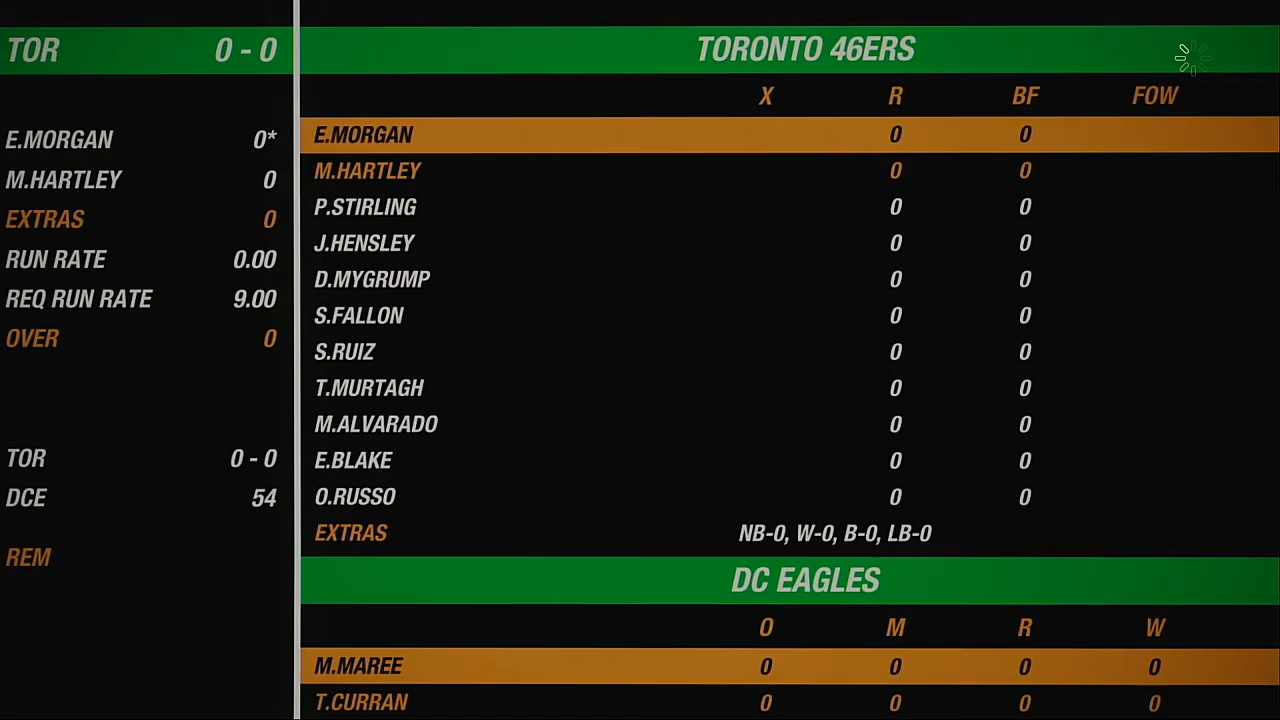 TOR 0 - 0
E.MORGAN 0*
M.HARTLEY 0
EXTRAS 0
RUN RATE 0.00
REQ RUN RATE 9.00
OVER 0
TOR 0 - 0
DCE 54
REM
TORONTO 46ERS
X R BF FOW
E.MORGAN 0 0
M.HARTLEY 0 0
P.STIRLING 0 0
J.HENSLEY 0 0
D.MYGRUMP 0 0
S.FALLON 0 0
S.RUIZ 0 0
T.MURTAGH 0 0
M.ALVARADO 0 0
E.BLAKE 0 0
O.RUSSO 0 0
EXTRAS NB-0, W-0, B-0, LB-0
DC EAGLES
O M R W
M.MAREE 0 0 0 0
T.CURRAN 0 0 0 0